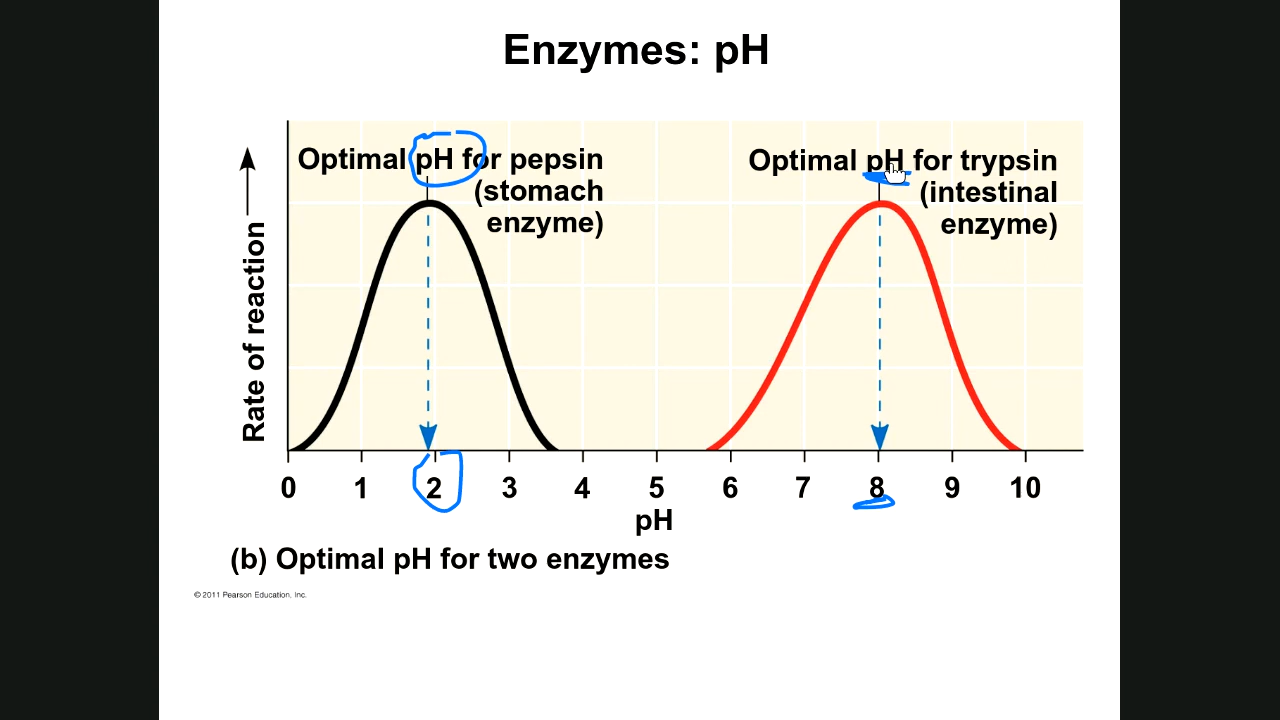 Enzymes: pH
Optimal pH for pepsin
(stomach
enzyme)
Optimal pH for trypsin
(intestinal
enzyme)
Rate of reaction
0 1 2 3 4 5 6 7 8 9 10
pH
(b) Optimal pH for two enzymes
© 2011 Pearson Education, Inc.